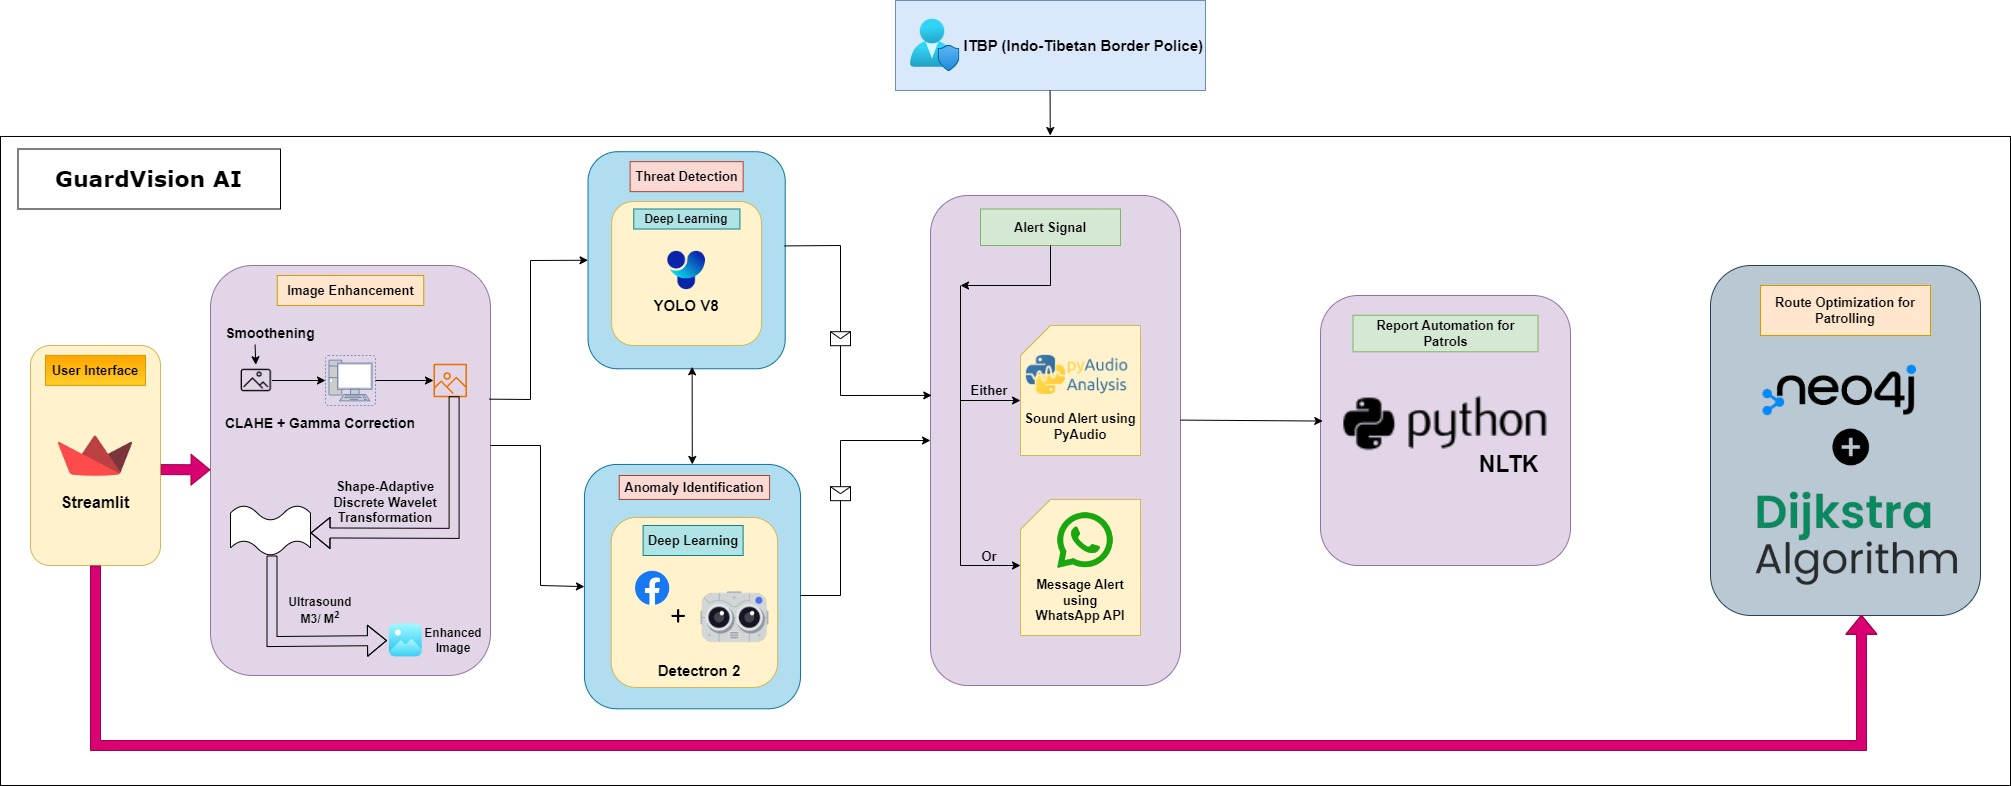 ITBP (Indo-Tibetan Border Police)
GuardVision AI
User Interface
Streamlit
Image Enhancement
Smoothening
CLAHE + Gamma Correction
Shape-Adaptive
Discrete Wavelet
Transformation
Ultrasound
M3/ M²
Enhanced
Image
Threat Detection
Deep Learning
YOLO V8
Anomaly Identification
Deep Learning
+
Detectron 2
Alert Signal
Either
pyAudio
Analysis
Sound Alert using
PyAudio
Or
Message Alert
using
WhatsApp API
Report Automation for
Patrols
python
NLTK
Route Optimization for
Patrolling
neo4j
+
Dijkstra
Algorithm